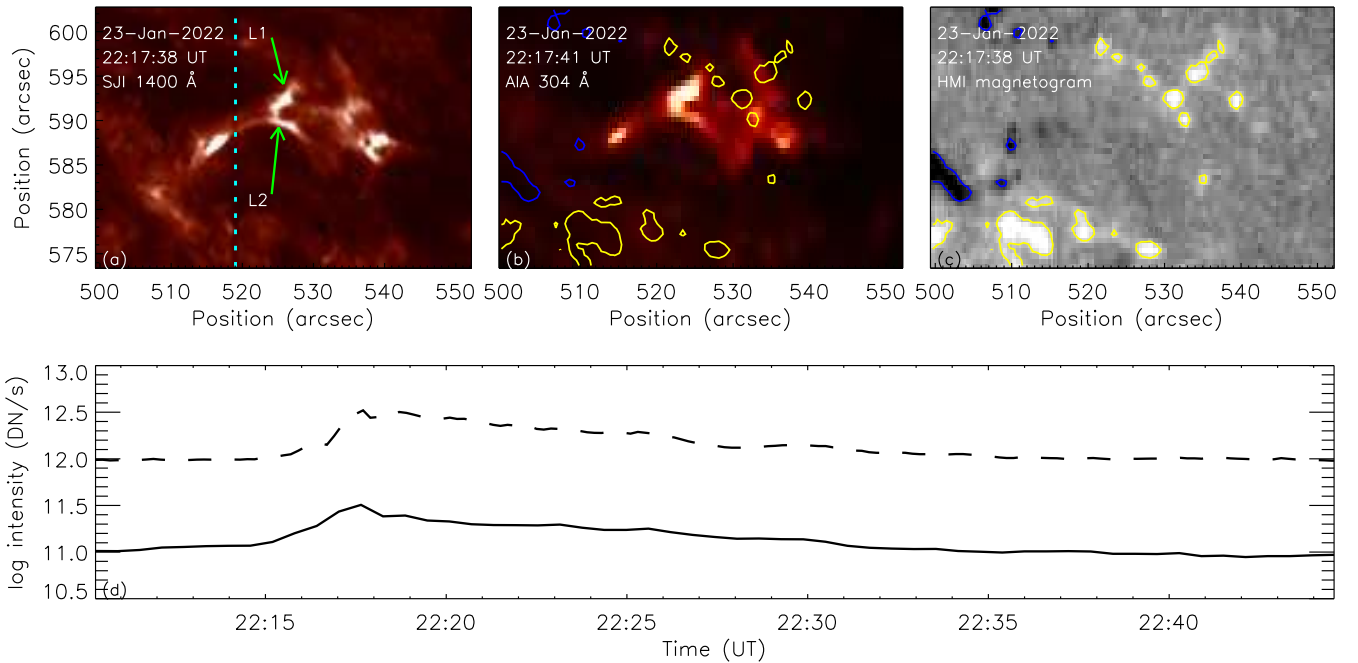 23-Jan-2022
22:17:38 UT
SJI 1400 Å
L1
L2
(a)
Position (arcsec)
600
595
590
585
580
575
500 510 520 530 540 550
Position (arcsec)
23-Jan-2022
22:17:41 UT
AIA 304 Å
(b)
510 520 530 540 550
Position (arcsec)
23-Jan-2022
22:17:38 UT
HMI magnetogram
(c)
500 510 520 530 540 550
Position (arcsec)
log intensity (DN/s)
13.0
12.5
12.0
11.5
11.0
10.5
(d)
22:15 22:20 22:25 22:30 22:35 22:40
Time (UT)